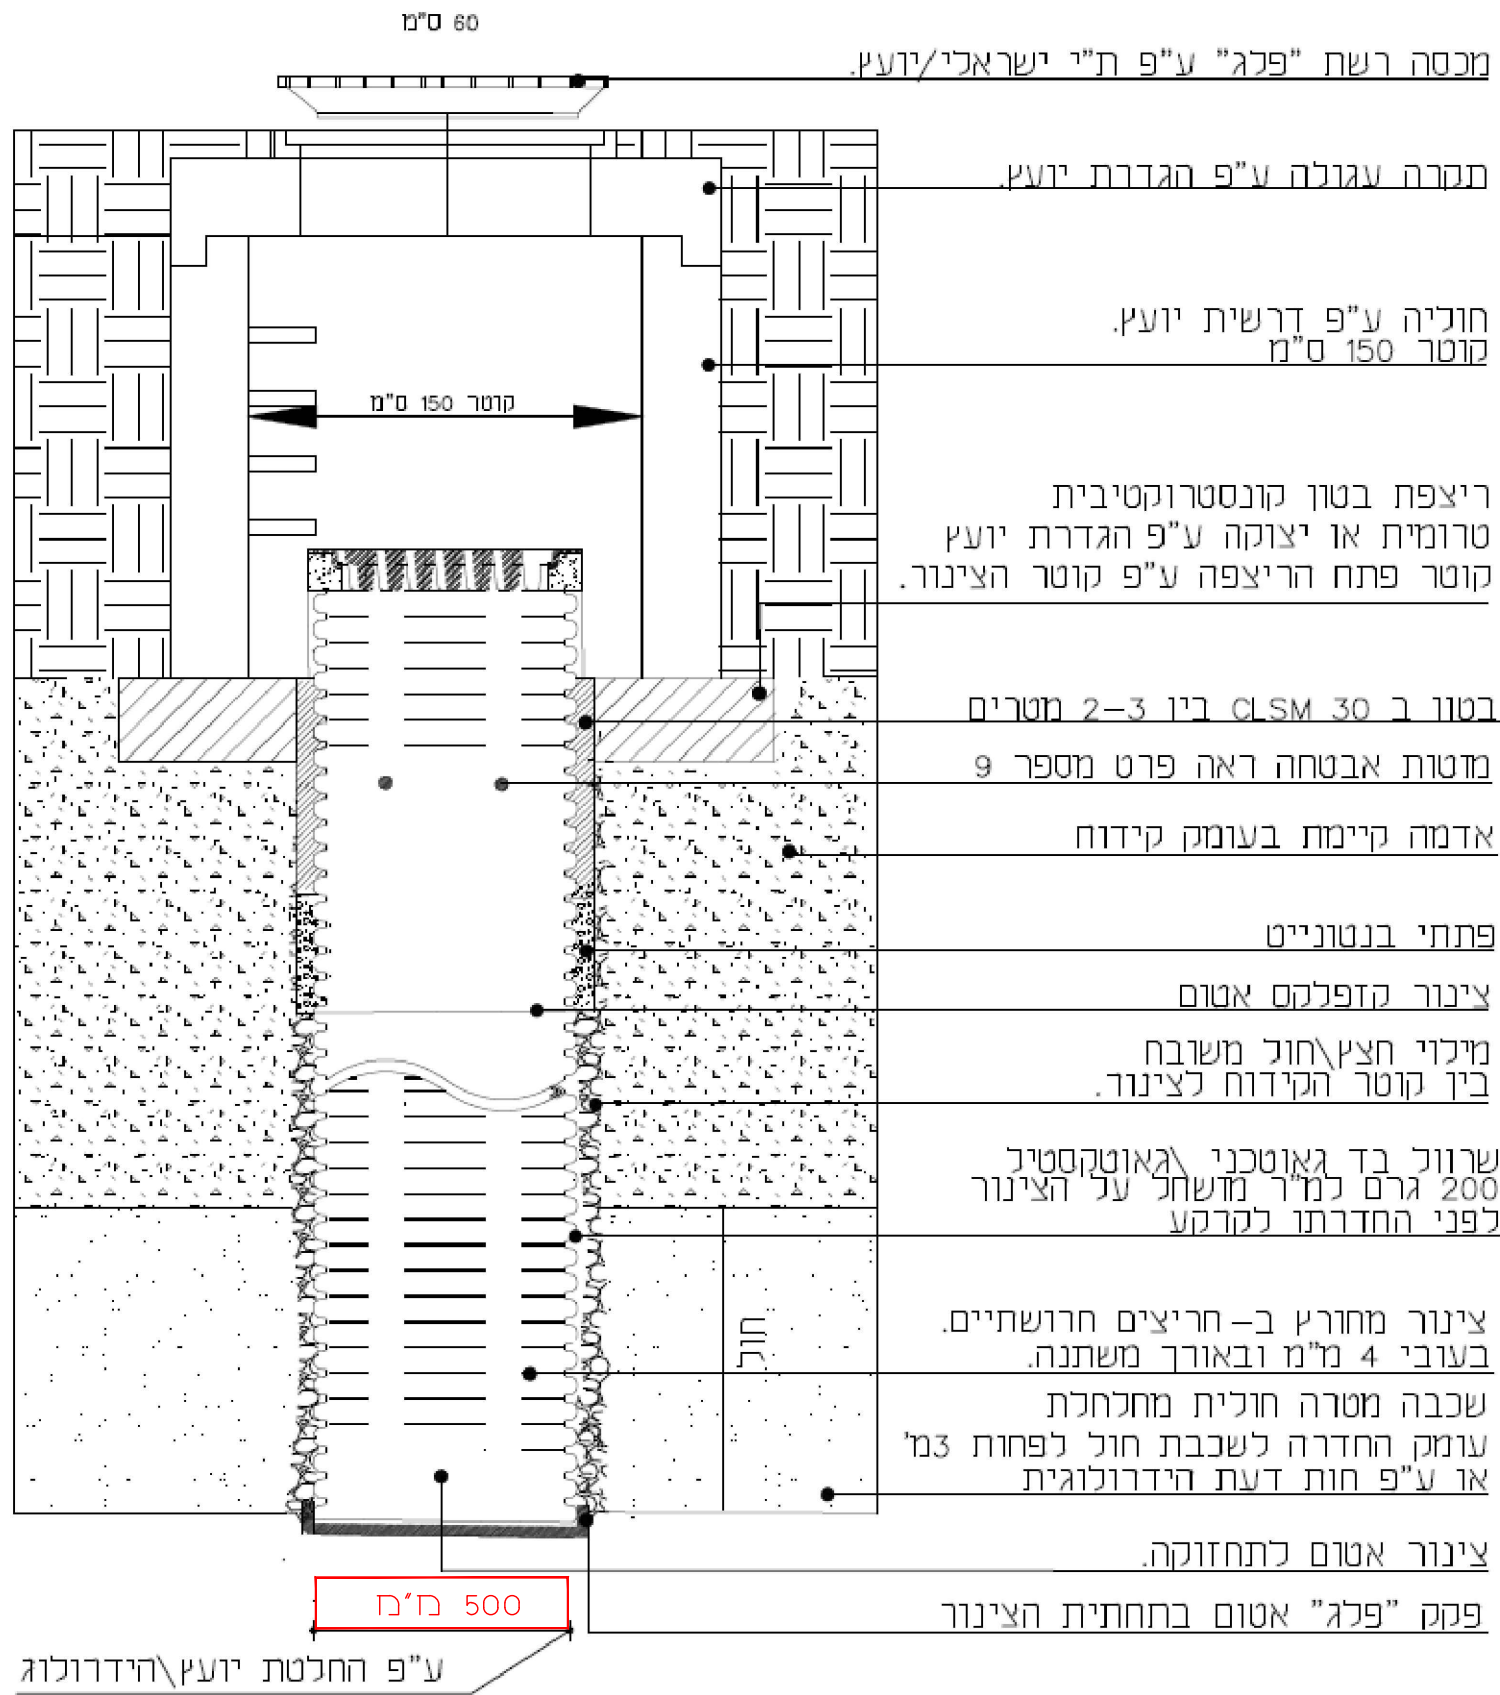 60 ס"מ
מכסה רשת "פלג" ע"פ ת"י ישראלי/יועץ.
תקרה עגולה ע"פ הגדרת יועץ.
חוליה ע"פ דרשית יועץ.
קוטר 150 ס"מ
קוטר 150 ס"מ
ריצפת בטון קונסטרוקטיבית
טרומית או יצוקה ע"פ הגדרת יועץ
קוטר פתח הריצפה ע"פ קוטר הצינור.
בטון ב 30 CLSM בין 2-3 מטרים
מוטות אבטחה ראה פרט מספר 9
אדמה קיימת בעומק קידוח
פתחי בנטונייט
צינור קזפלקס אטום
מילוי חצץ\חול משובח
בין קוטר הקידוח לצינור.
שרוול בד גאוטכני \גאוטקסטיל
200 גרם למ"ר מושחל על הצינור
לפני החדרתו לקרקע
צינור מחורץ ב- חריצים חרושתיים.
בעובי 4 מ"מ ובאורך משתנה.
חול
שכבה מטרה חולית מחלחלת
עומק החדרה לשכבת חול לפחות 3מ'
או ע"פ חות דעת הידרולוגית
צינור אטום לתחזוקה.
500 מ"מ
פקק "פלג" אטום בתחתית הצינור
ע"פ החלטת יועץ\הידרולוג